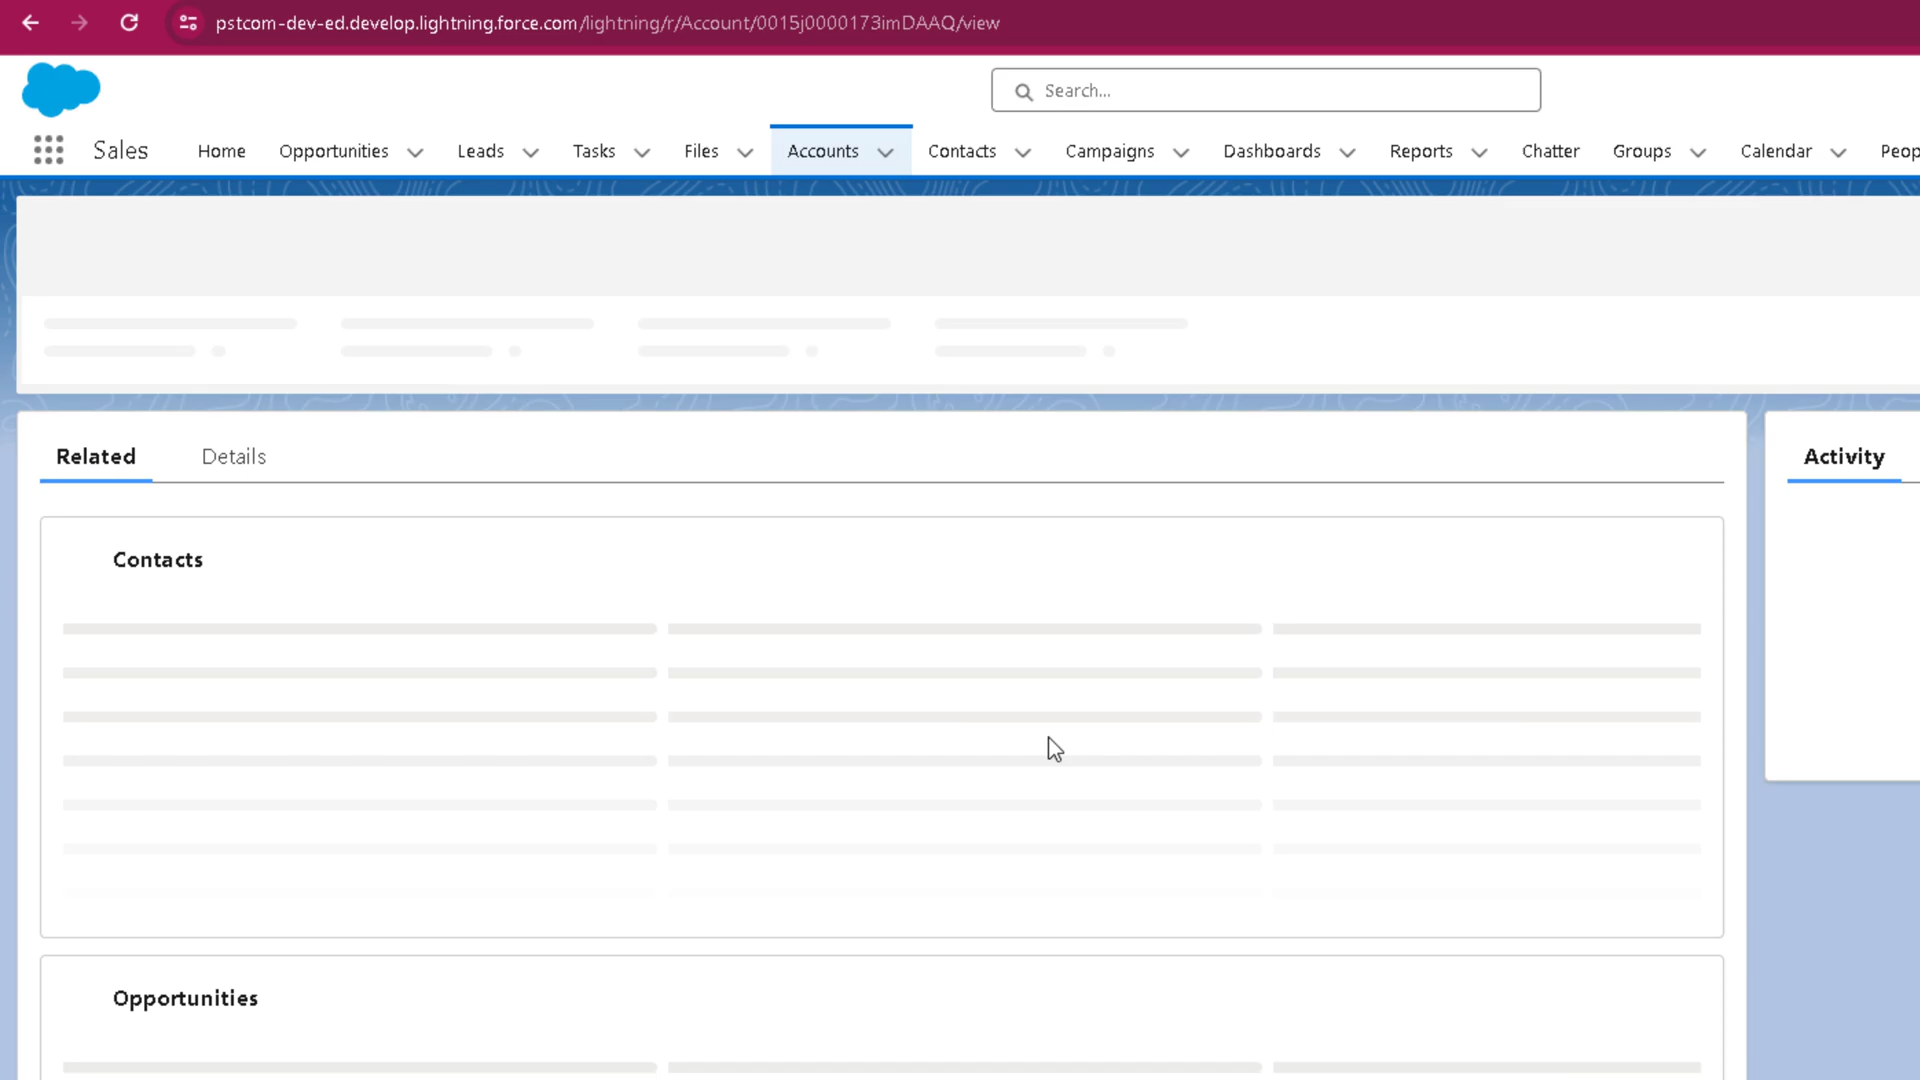 pstcom-dev-ed.develop.lightning.force.com/lightning/r/Account/0015j0000173imDAAQ/view
Search...
Sales Home Opportunities Leads Tasks Files Accounts Contacts Campaigns Dashboards Reports Chatter Groups Calendar Peop
Related Details Activity
Contacts
Opportunities